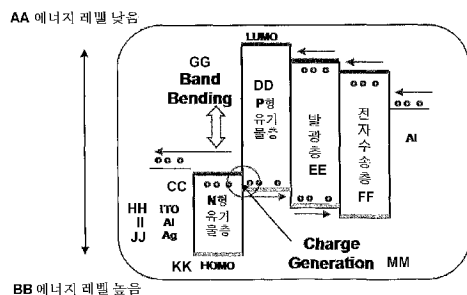 AA 에너지 레벨 낮음
LUMO
GG
Band
Bending
DD
P형
유기
물층
발
광
층
EE
전
자
수
송
층
FF
Al
CC
HH
II
JJ
ITO
Al
Ag
N형
유기
물층
Charge
Generation
KK
HOMO
MM
BB 에너지 레벨 높음